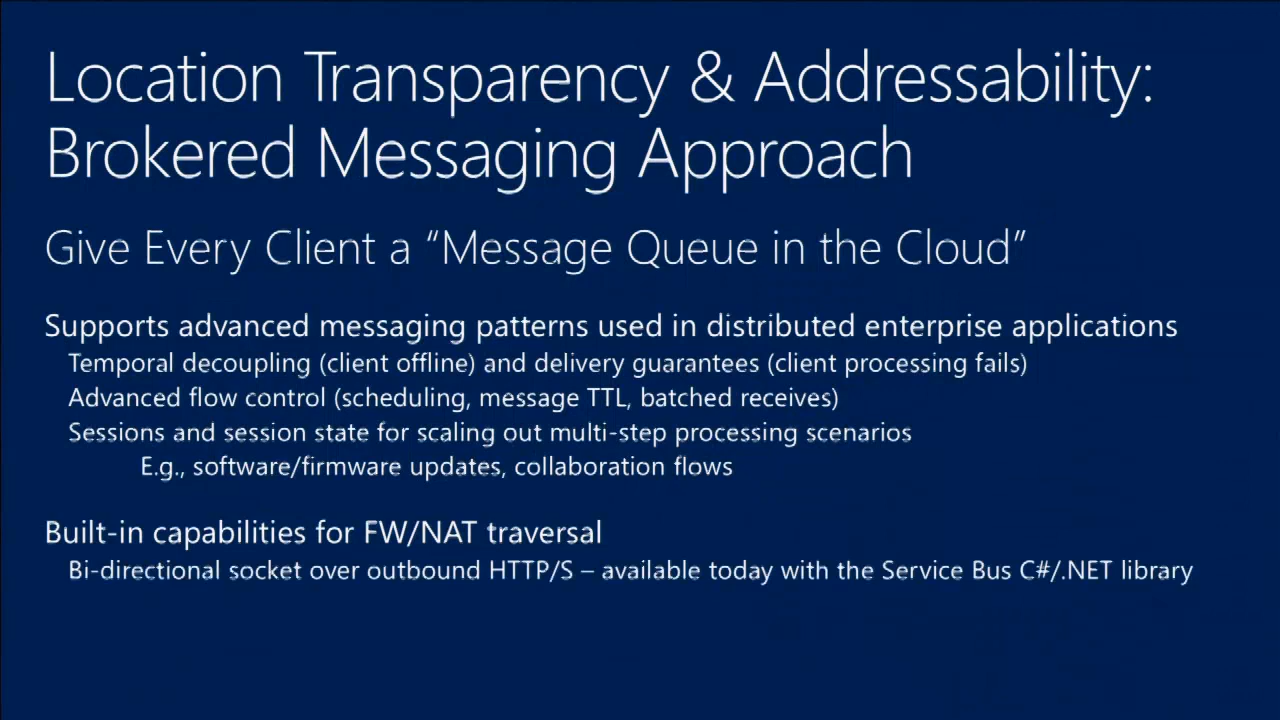 Location Transparency & Addressability:
Brokered Messaging Approach
Give Every Client a “Message Queue in the Cloud”
Supports advanced messaging patterns used in distributed enterprise applications
Temporal decoupling (client offline) and delivery guarantees (client processing fails)
Advanced flow control (scheduling, message TTL, batched receives)
Sessions and session state for scaling out multi-step processing scenarios
E.g., software/firmware updates, collaboration flows
Built-in capabilities for FW/NAT traversal
Bi-directional socket over outbound HTTP/S – available today with the Service Bus C#/.NET library